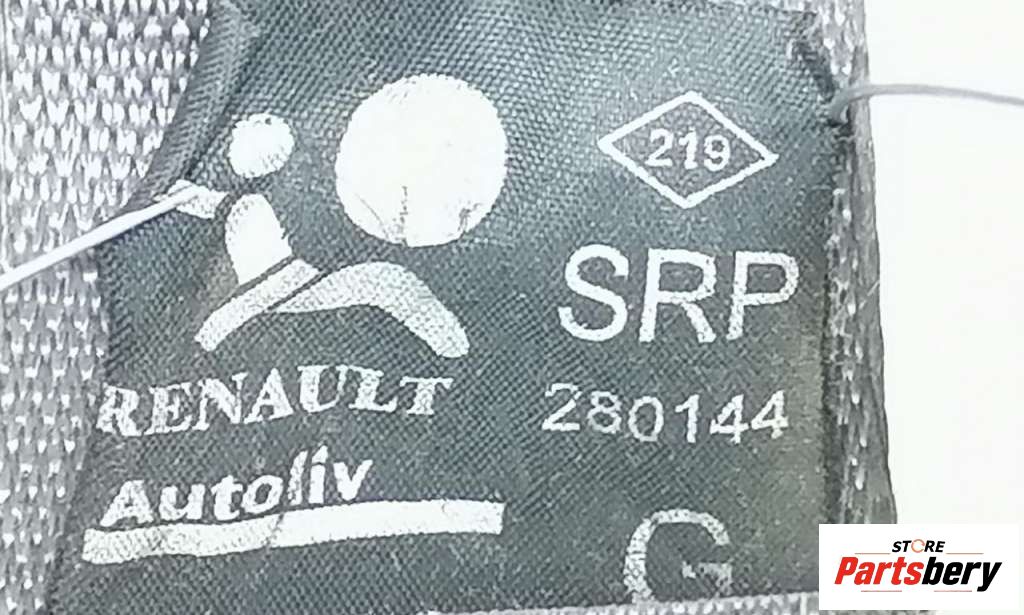 219
SRP
RENAULT
280144
Autoliv
G
STORE
Partsbery